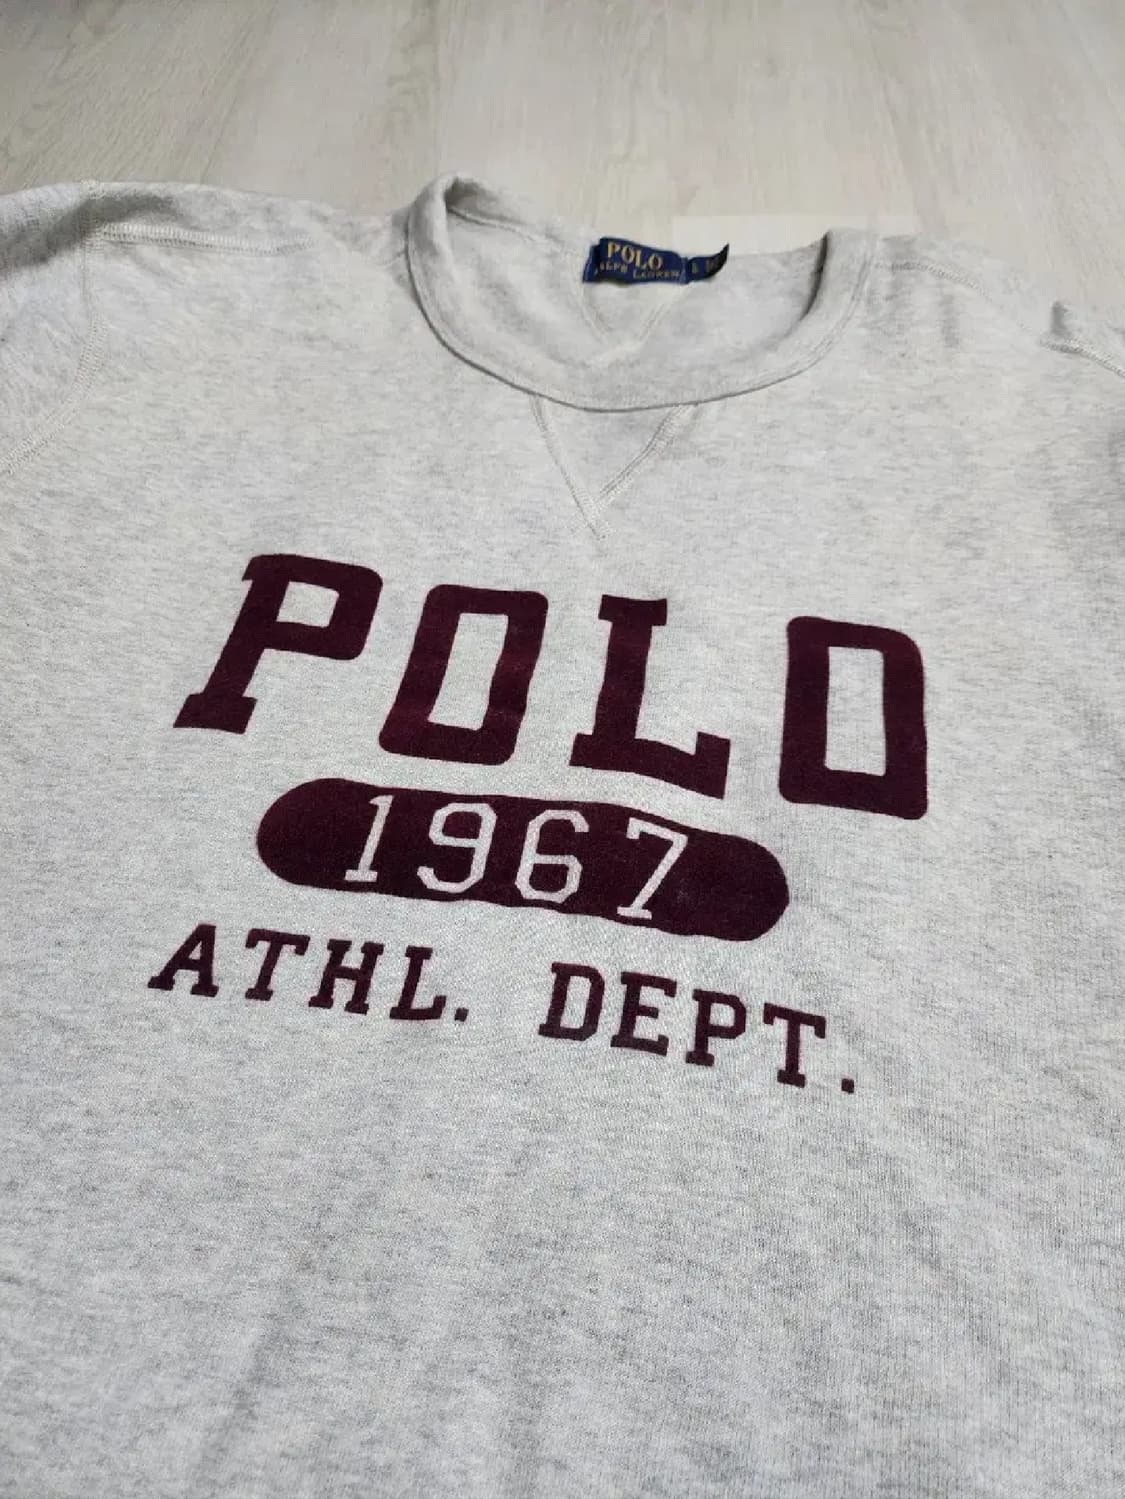 POLO
RALPH LAUREN
POLO
1967
ATHL. DEPT.